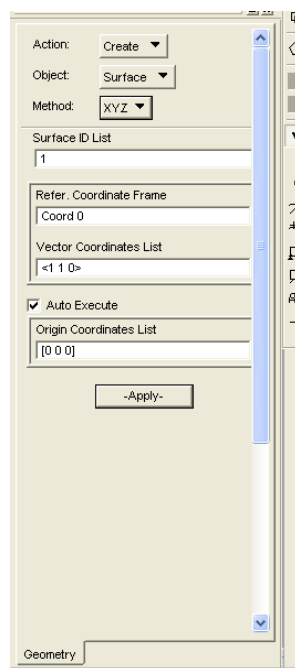 Action: Create
Object: Surface
Method: XYZ
Surface ID List
1
Refer. Coordinate Frame
Coord 0
Vector Coordinates List
<1 1 0>
Auto Execute
Origin Coordinates List
[0 0 0]
-Apply-
Geometry